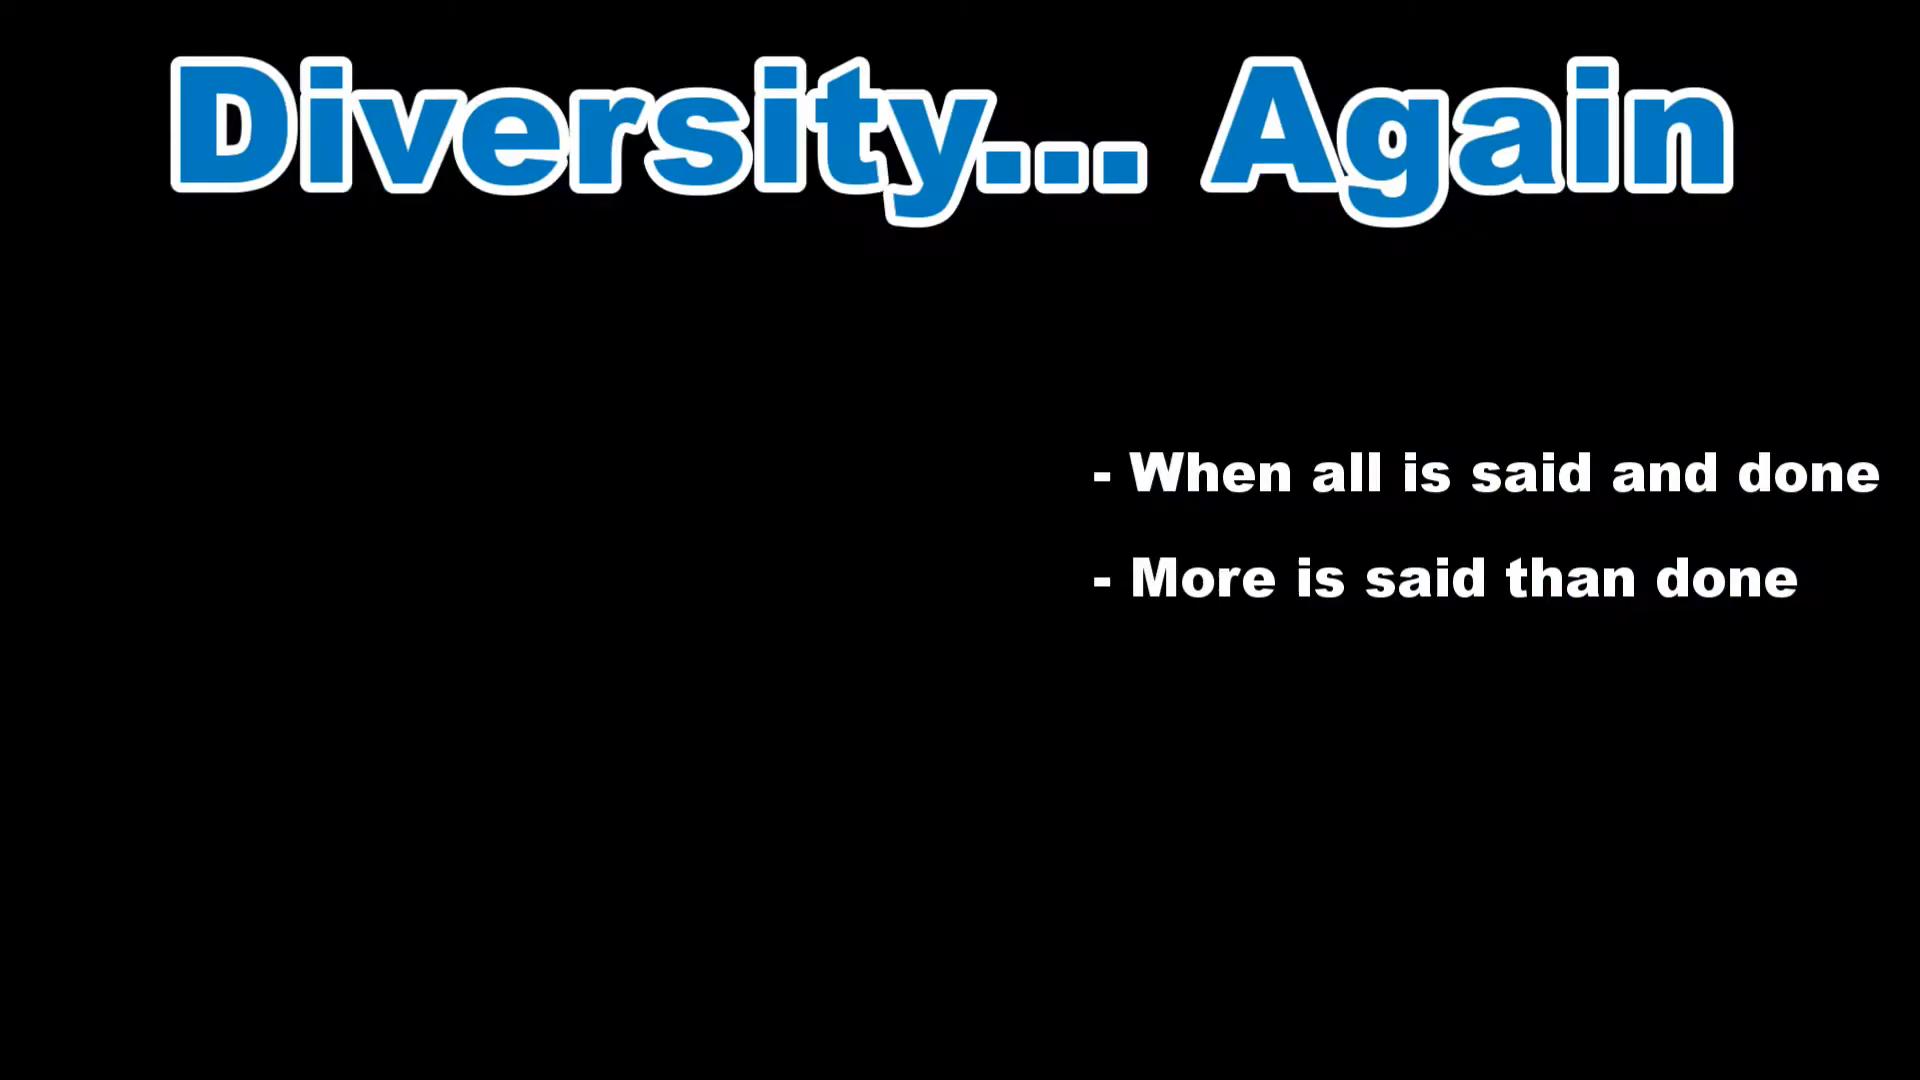 Diversity... Again
- When all is said and done
- More is said than done